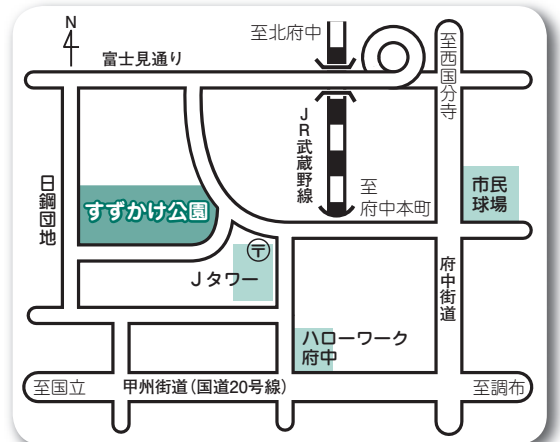 N
至北府中
富士見通り
至西国分寺
JR武蔵野線
日鋼団地
すずかけ公園
至
府中本町
市民
球場
〒
Jタワー
府中街道
ハローワーク
府中
至国立
甲州街道(国道20号線)
至調布